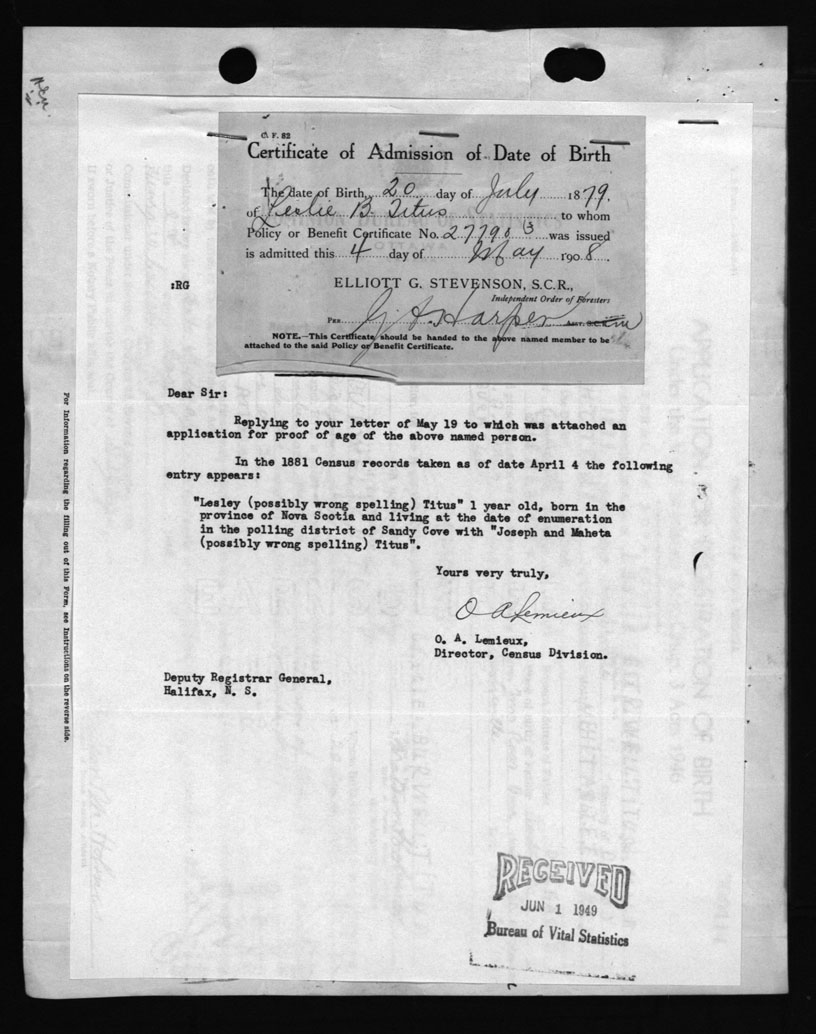 C. F. 82
Certificate of Admission of Date of Birth
The date of Birth, 20 day of July 1879.
of Leslie B. Titus to whom
Policy or Benefit Certificate No. 27790 was issued
is admitted this 4 day of May 1908.
ELLIOTT G. STEVENSON, S.C.R.,
Independent Order of Foresters
PER G. A. Harper
NOTE.—This Certificate should be handed to the above named member to be
attached to the said Policy or Benefit Certificate.
:RG
Dear Sir:
Replying to your letter of May 19 to which was attached an
application for proof of age of the above named person.
In the 1881 Census records taken as of date April 4 the following
entry appears:
"Lesley (possibly wrong spelling) Titus" 1 year old, born in the
province of Nova Scotia and living at the date of enumeration
in the polling district of Sandy Cove with "Joseph and Maheta
(possibly wrong spelling) Titus".
Yours very truly,
O A Lemieux
O. A. Lemieux,
Director, Census Division.
Deputy Registrar General,
Halifax, N. S.
For Information regarding the filling out of this Form, see Instructions on the reverse side.
RECEIVED
JUN 1 1949
Bureau of Vital Statistics